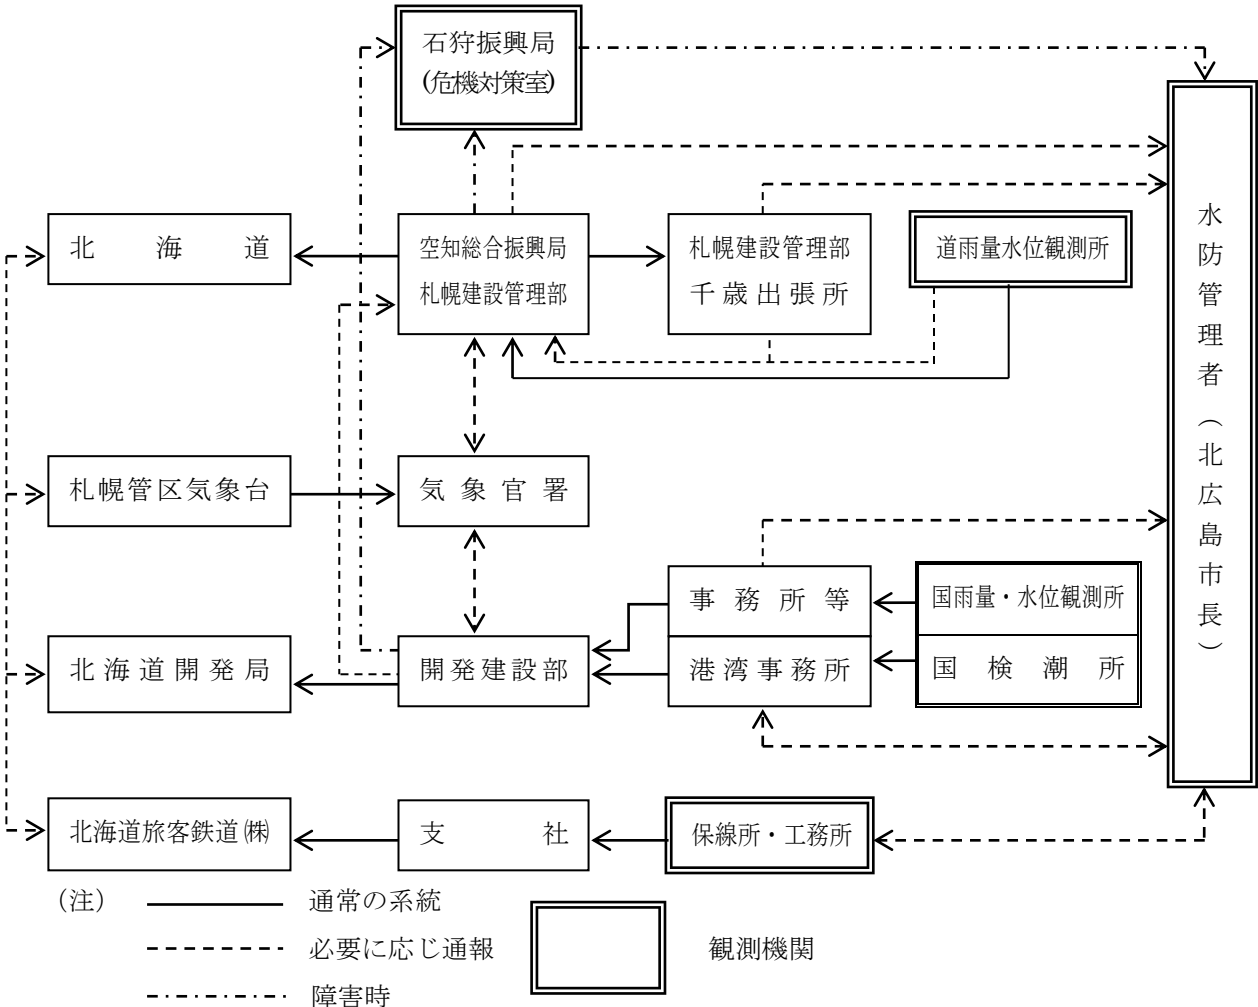 石狩振興局
(危機対策室)
北海道
空知総合振興局
札幌建設管理部
札幌建設管理部
千歳出張所
道雨量水位観測所
水防管理者(北広島市長)
札幌管区気象台
気象官署
事務所等
国雨量・水位観測所
北海道開発局
開発建設部
港湾事務所
国検潮所
北海道旅客鉄道㈱
支社
保線所・工務所
(注)
通常の系統
必要に応じ通報
障害時
観測機関